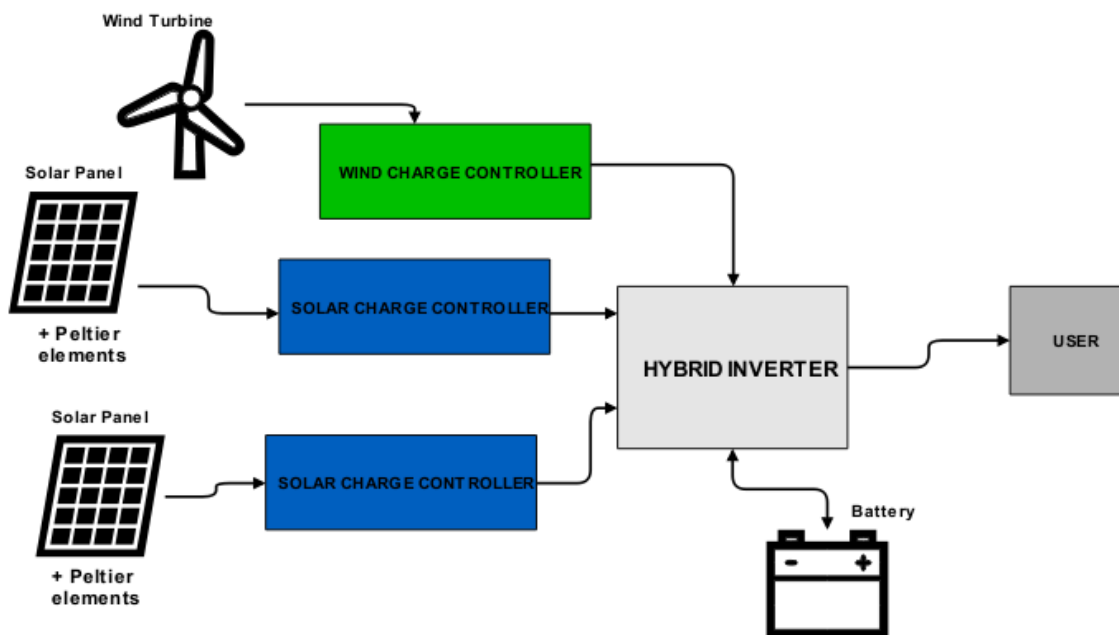 Wind Turbine
WIND CHARGE CONTROLLER
Solar Panel
+ Peltier
elements
SOLAR CHARGE CONTROLLER
HYBRID INVERTER
USER
Solar Panel
+ Peltier
elements
SOLAR CHARGE CONTROLLER
Battery
- +